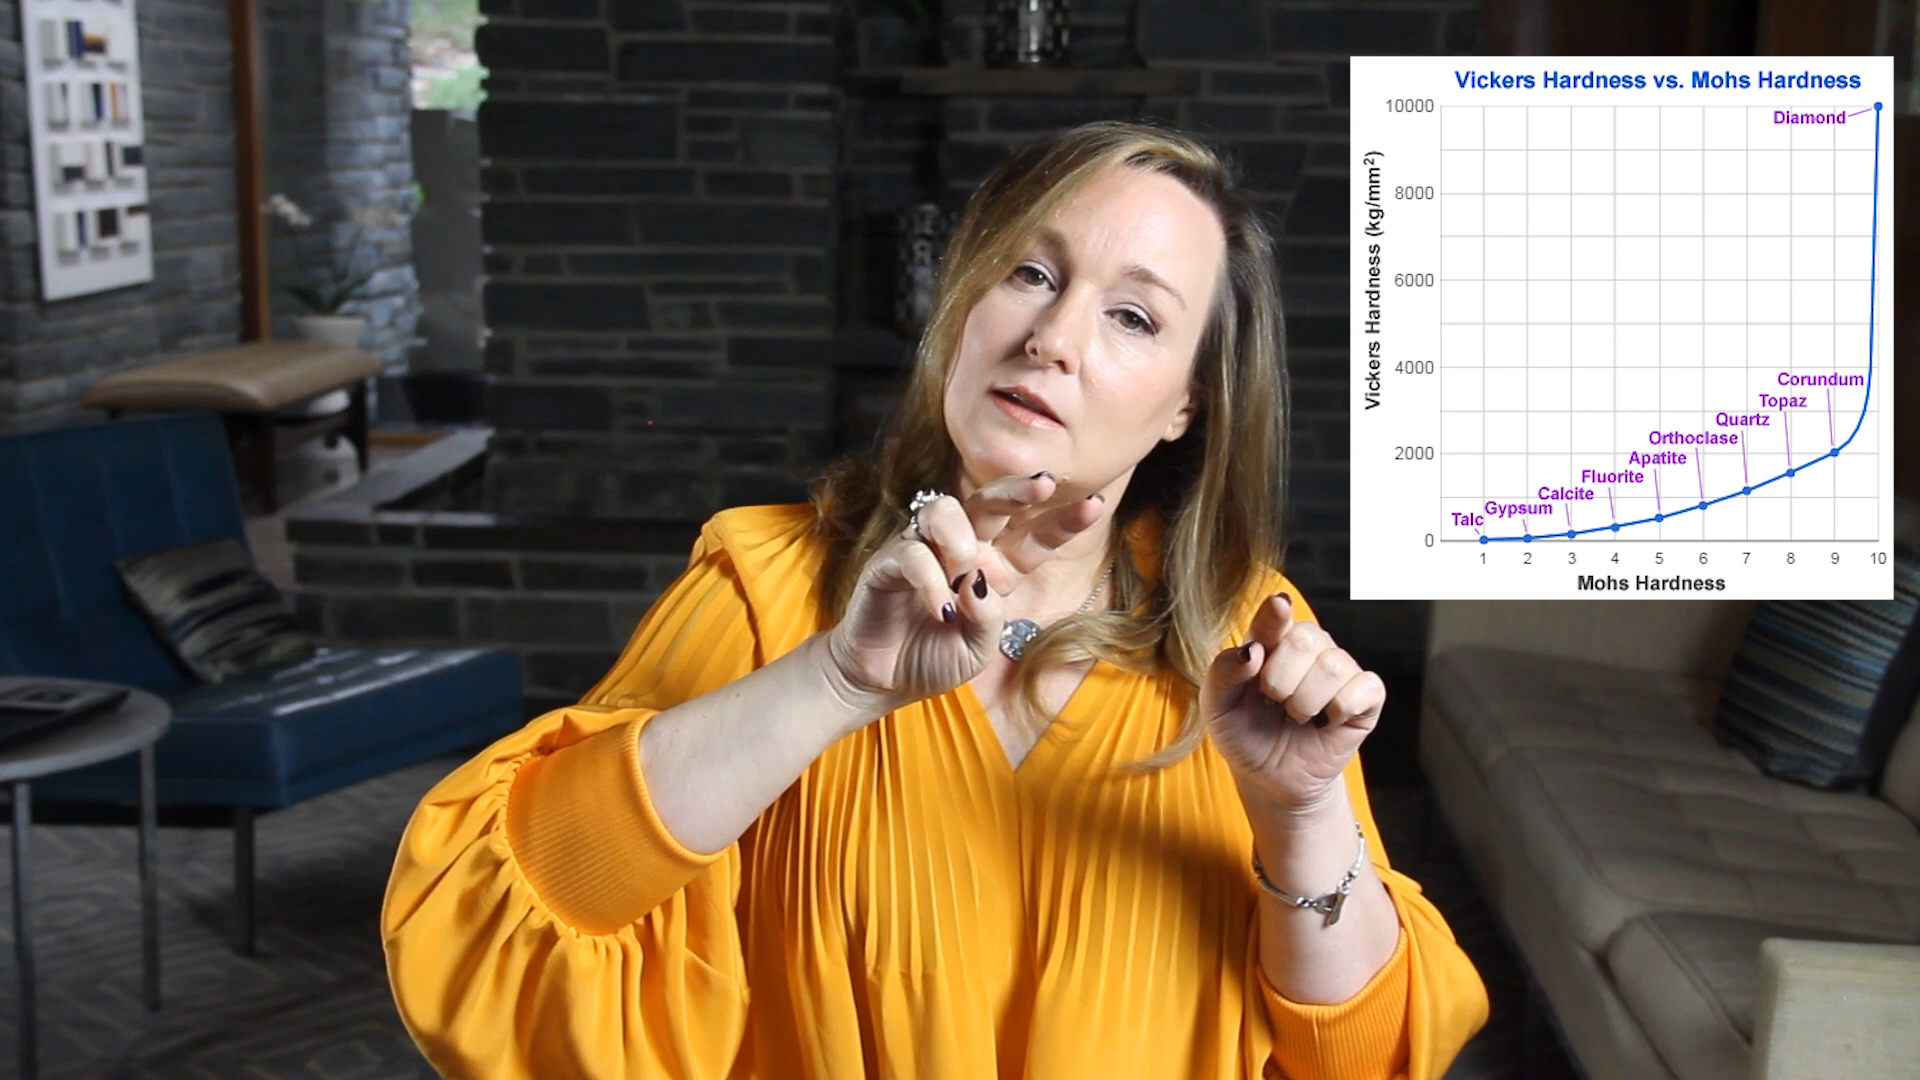 Vickers Hardness vs. Mohs Hardness
10000
Diamond
8000
6000
4000
2000
0
Vickers Hardness (kg/mm²)
Corundum
Topaz
Quartz
Orthoclase
Apatite
Fluorite
Calcite
Gypsum
Talc
1 2 3 4 5 6 7 8 9 10
Mohs Hardness